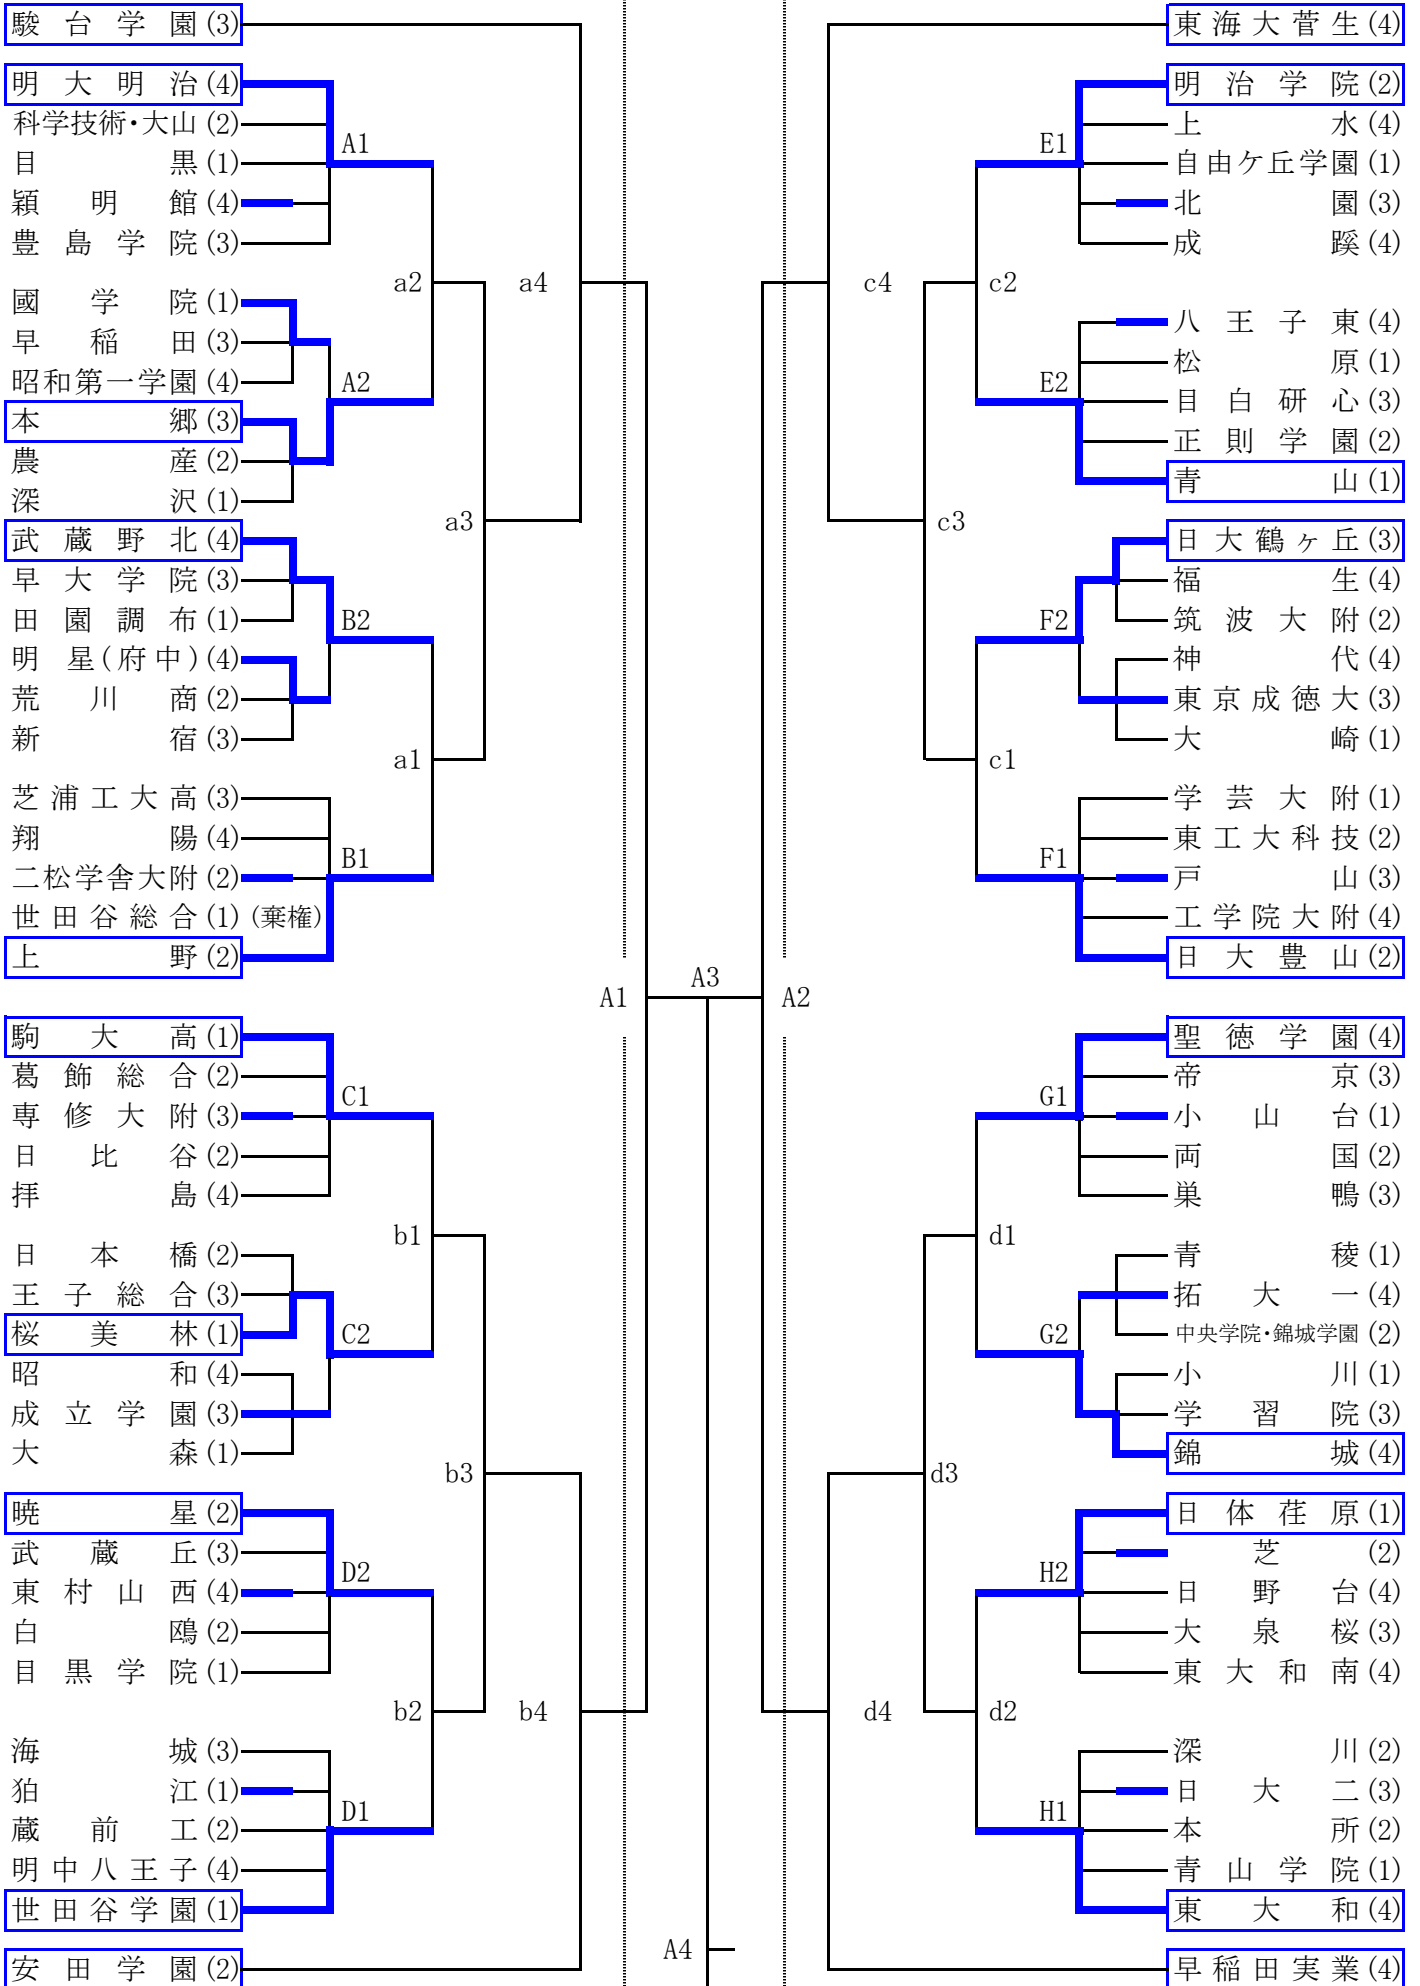 駿台学園(3)
明大明治(4)
科学技術・大山(2)
目黒(1)
A1
穎明館(4)
豊島学院(3)
a2
a4
國学院(1)
早稲田(3)
昭和第一学園(4)
A2
本郷(3)
農産(2)
深沢(1)
a3
武蔵野北(4)
早大学院(3)
田園調布(1)
B2
明星(府中)(4)
荒川商(2)
新宿(3)
a1
芝浦工大高(3)
翔陽(4)
B1
二松学舎大附(2)
世田谷総合(1)(棄権)
上野(2)
A1
A3
A2
駒大高(1)
葛飾総合(2)
C1
専修大附(3)
日比谷(2)
拝島(4)
b1
日本橋(2)
王子総合(3)
桜美林(1)
C2
昭和(4)
成立学園(3)
大森(1)
b3
暁星(2)
武蔵丘(3)
D2
東村山西(4)
白鴎(2)
目黒学院(1)
b2
b4
海城(3)
狛江(1)
D1
蔵前工(2)
明中八王子(4)
世田谷学園(1)
安田学園(2)
A4
東海大菅生(4)
明治学院(2)
上水(4)
E1
自由ケ丘学園(1)
北園(3)
成蹊(4)
c4
c2
八王子東(4)
松原(1)
E2
目白研心(3)
正則学園(2)
青山(1)
c3
日大鶴ヶ丘(3)
福生(4)
F2
筑波大附(2)
神代(4)
東京成徳大(3)
大崎(1)
c1
学芸大附(1)
東工大科技(2)
F1
戸山(3)
工学院大附(4)
日大豊山(2)
聖徳学園(4)
帝京(3)
G1
小山台(1)
両国(2)
巣鴨(3)
d1
青稜(1)
拓大一(4)
G2
中央学院・錦城学園(2)
小川(1)
学習院(3)
錦城(4)
d3
日体荏原(1)
芝(2)
H2
日野台(4)
大泉桜(3)
東大和南(4)
d4
d2
深川(2)
日大二(3)
H1
本所(2)
青山学院(1)
東大和(4)
早稲田実業(4)